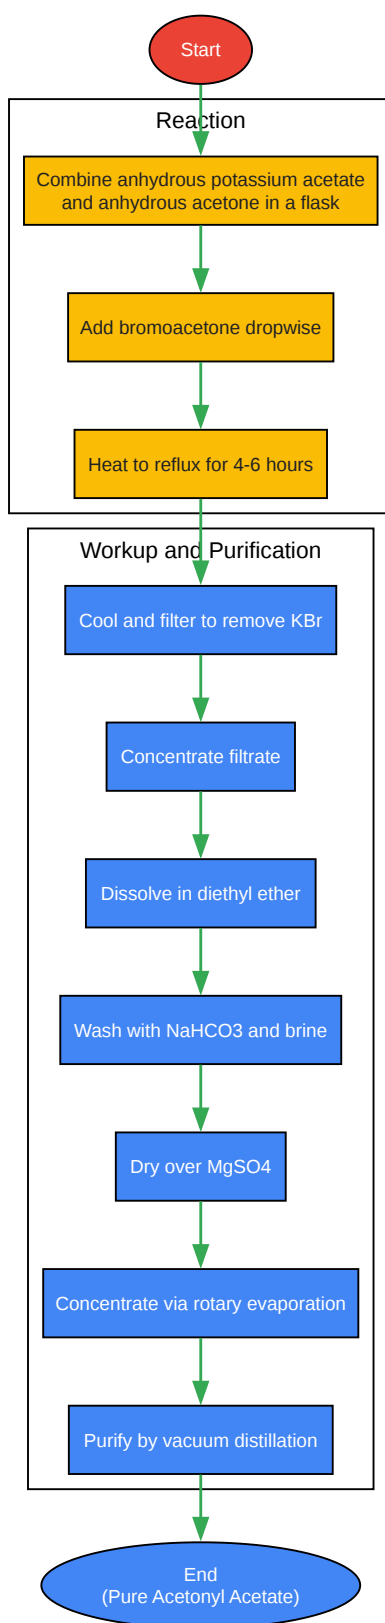 Start
Reaction
Combine anhydrous potassium acetate
and anhydrous acetone in a flask
Add bromoacetone dropwise
Heat to reflux for 4-6 hours
Workup and Purification
Cool and filter to remove KBr
Concentrate filtrate
Dissolve in diethyl ether
Wash with NaHCO3 and brine
Dry over MgSO4
Concentrate via rotary evaporation
Purify by vacuum distillation
End
(Pure Acetonyl Acetate)